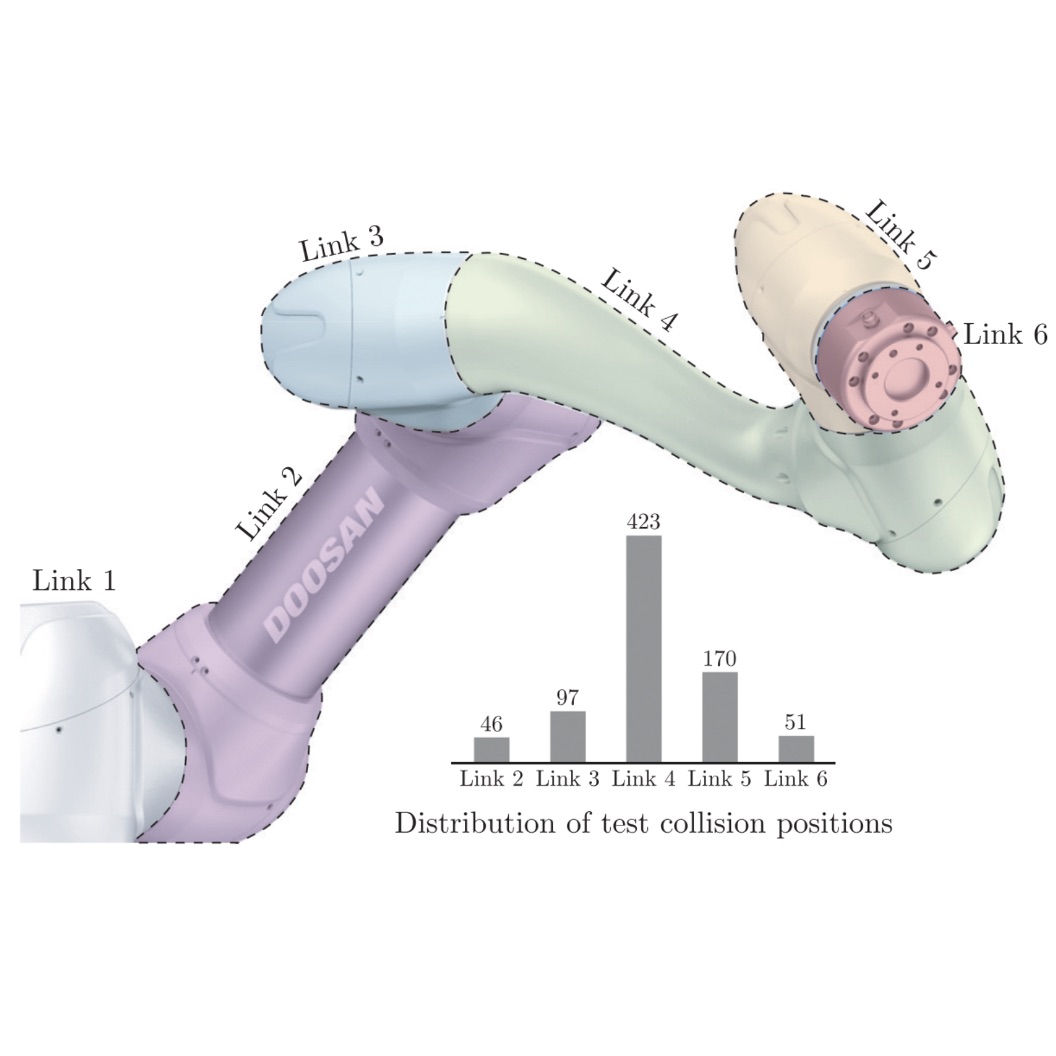 Link 3
Link 5
Link 4
Link 6
Link 2
DOOSAN
Link 1
423
170
97
46
51
Link 2 Link 3 Link 4 Link 5 Link 6
Distribution of test collision positions